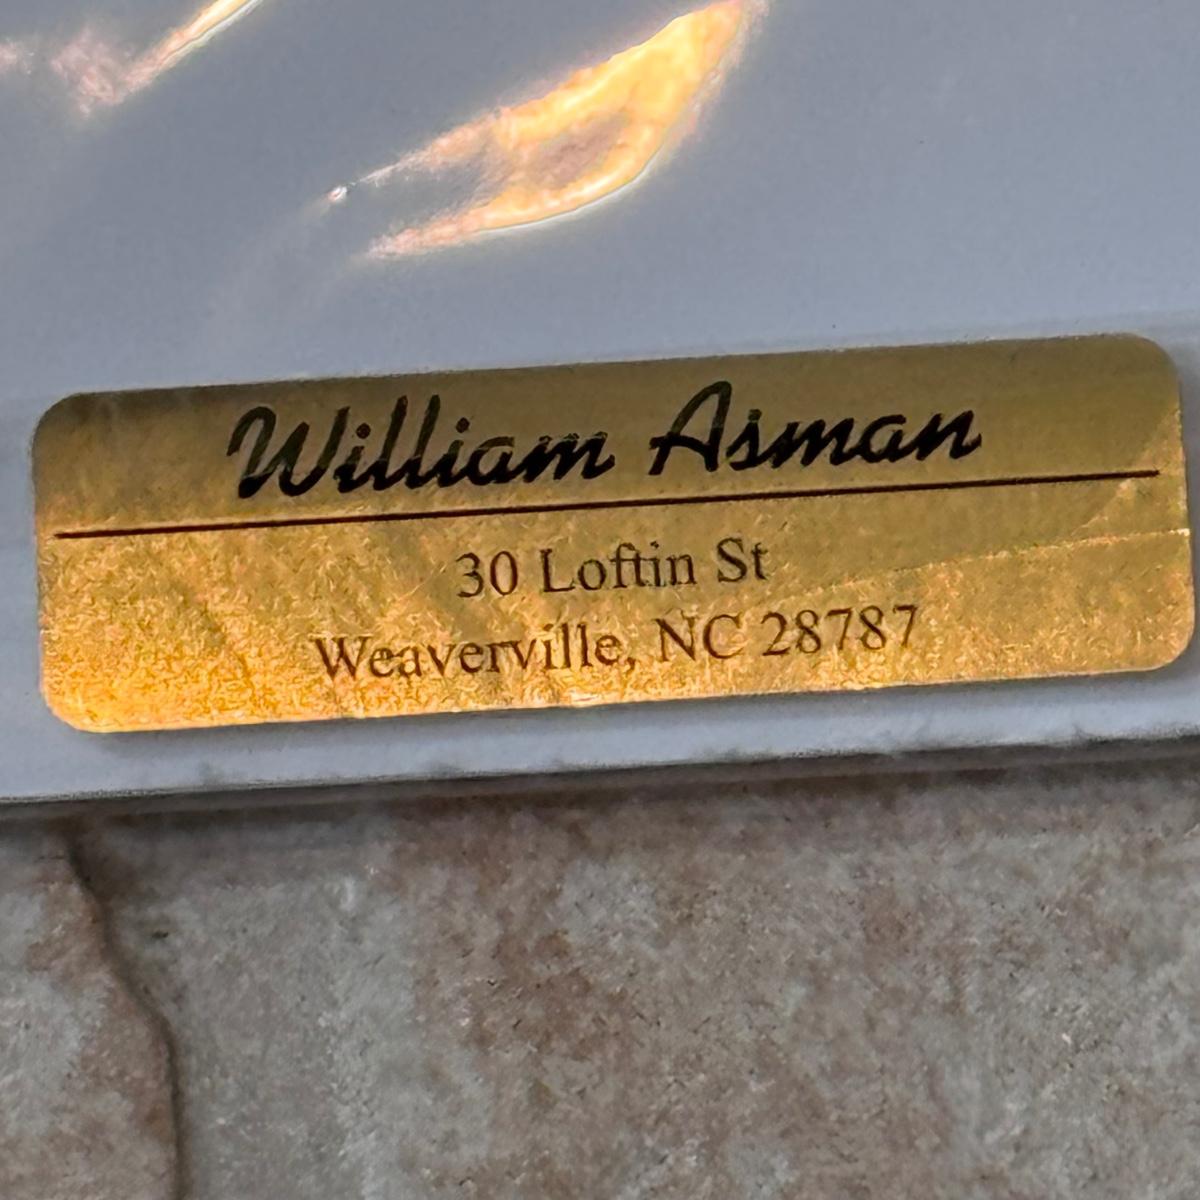 William Asman
30 Loftin St
Weaverville, NC 28787